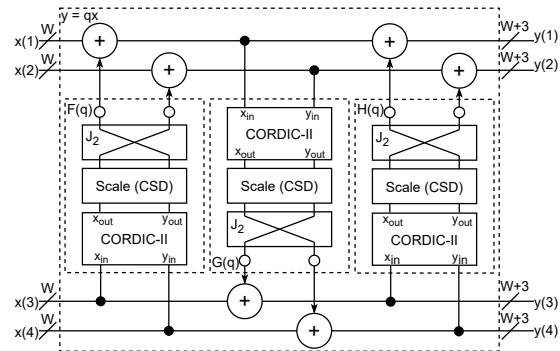 y = qx
x(1) W + + W+3 y(1)
x(2) W + + W+3 y(2)
F(q) H(q)
J2 xin yin J2
CORDIC-II
xout yout
Scale (CSD) Scale (CSD) Scale (CSD)
xout yout J2 xout yout
CORDIC-II CORDIC-II
xin yin G(q) xin yin
x(3) W + W+3 y(3)
x(4) W + W+3 y(4)